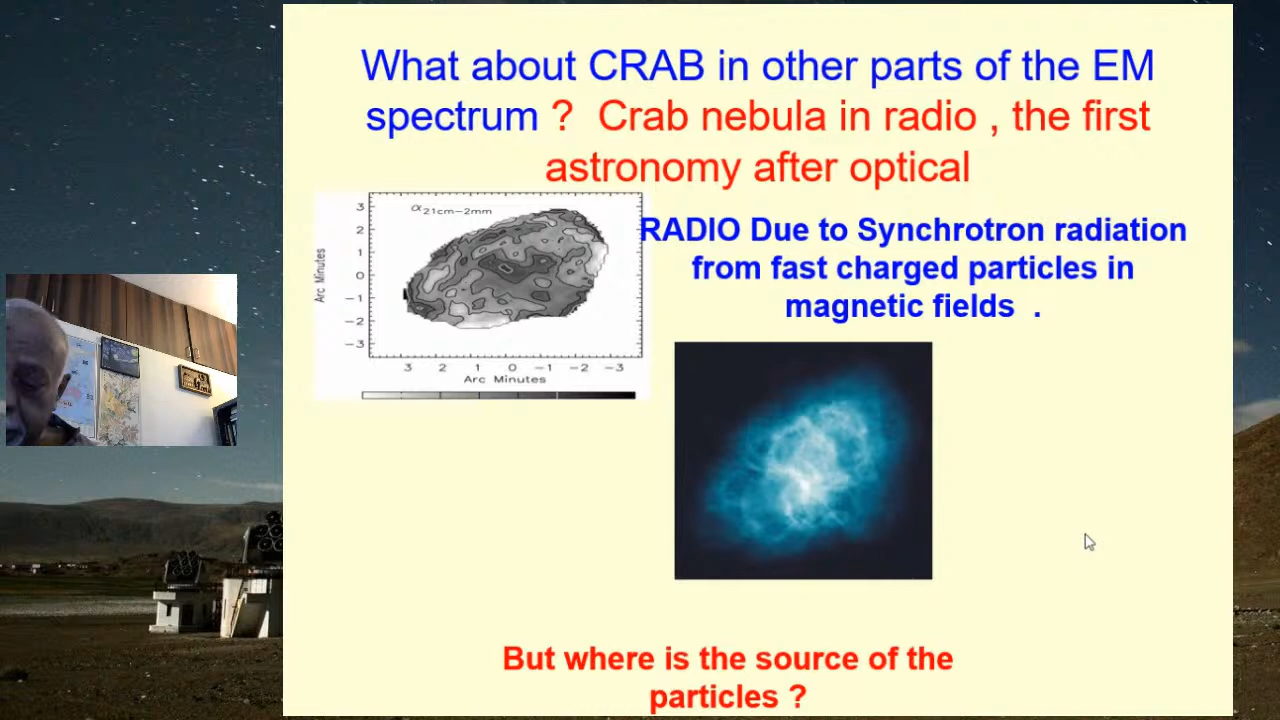 What about CRAB in other parts of the EM
spectrum ? Crab nebula in radio , the first
astronomy after optical
α21cm-2mm
3
2
1
0
-1
-2
-3
Arc Minutes
3 2 1 0 -1 -2 -3
Arc Minutes
RADIO Due to Synchrotron radiation
from fast charged particles in
magnetic fields .
But where is the source of the
particles ?